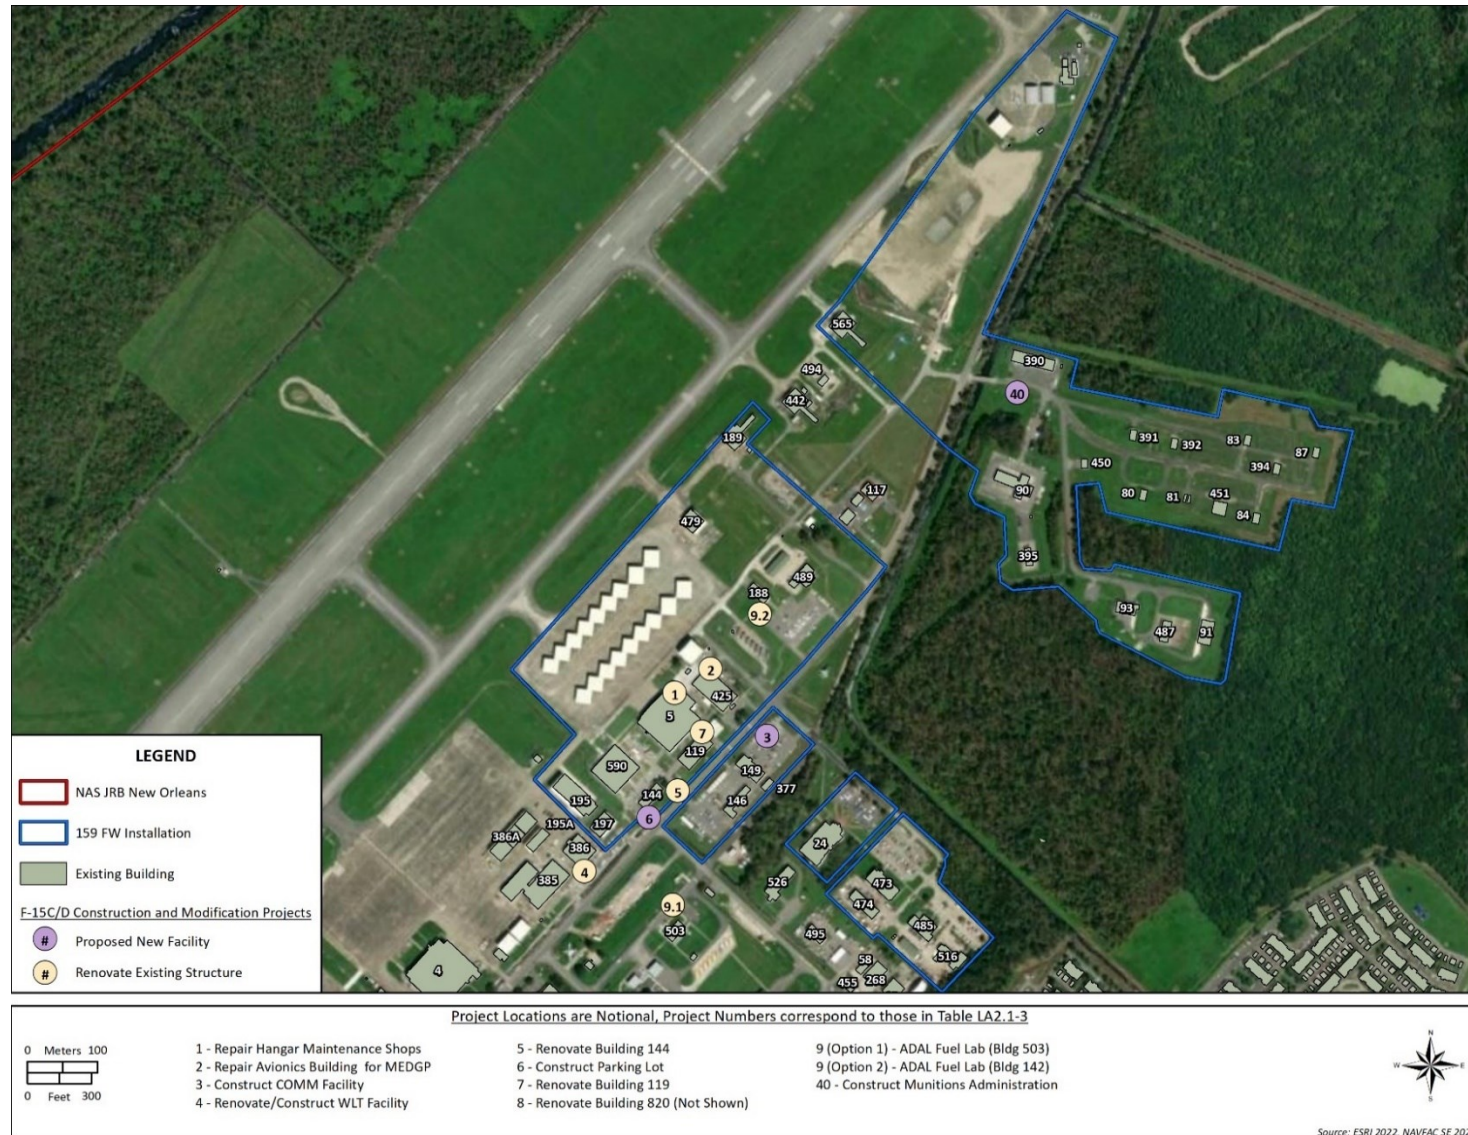 565
390
494
40
442
189
391
392
83
87
394
450
90
117
80
81
451
84
479
395
489
188
9.2
93
487
91
2
1
425
5
7
3
119
590
149
377
195
144
5
146
6
197
195A
386A
386
24
4
385
526
473
474
9.1
503
485
495
516
58
4
455
268
LEGEND
NAS JRB New Orleans
159 FW Installation
Existing Building
F-15C/D Construction and Modification Projects
# Proposed New Facility
# Renovate Existing Structure
Project Locations are Notional, Project Numbers correspond to those in Table LA2.1-3
0 Meters 100
0 Feet 300
1 - Repair Hangar Maintenance Shops
2 - Repair Avionics Building for MEDGP
3 - Construct COMM Facility
4 - Renovate/Construct WLT Facility
5 - Renovate Building 144
6 - Construct Parking Lot
7 - Renovate Building 119
8 - Renovate Building 820 (Not Shown)
9 (Option 1) - ADAL Fuel Lab (Bldg 503)
9 (Option 2) - ADAL Fuel Lab (Bldg 142)
40 - Construct Munitions Administration
N
W E
S
Source: ESRI 2022, NAVFAC SE 202